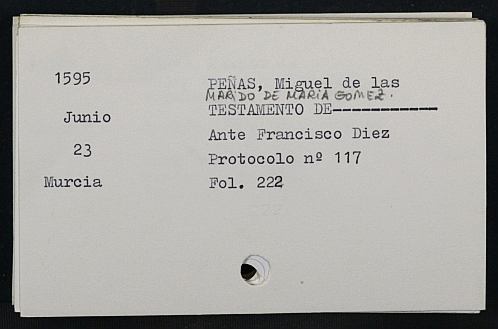 1595
PEÑAS, Miguel de las
MARIDO DE MARIA GOMEZ.
Junio
TESTAMENTO DE-----------
23
Ante Francisco Diez
Protocolo nº 117
Murcia
Fol. 222